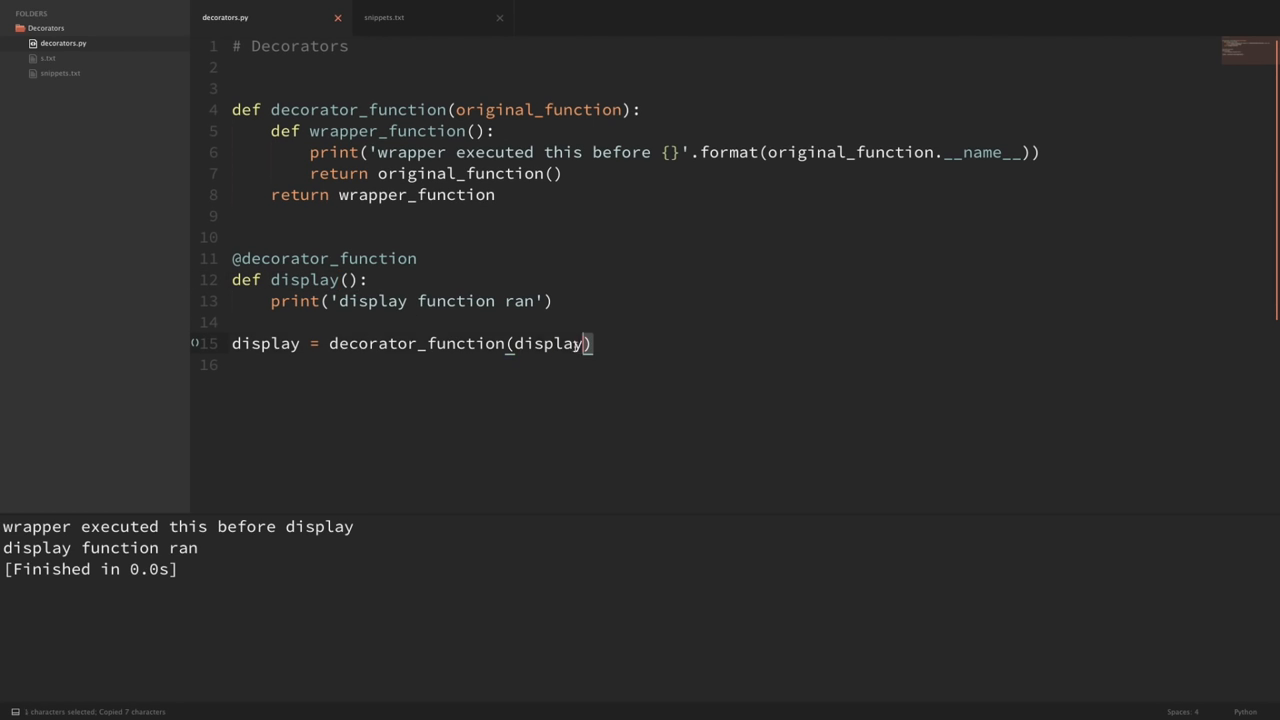 FOLDERS
Decorators
decorators.py
s.txt
snippets.txt
decorators.py
snippets.txt
1 # Decorators
2
3
4 def decorator_function(original_function):
5     def wrapper_function():
6         print('wrapper executed this before {}'.format(original_function.__name__))
7         return original_function()
8     return wrapper_function
9
10
11 @decorator_function
12 def display():
13     print('display function ran')
14
15 display = decorator_function(display)
16
wrapper executed this before display
display function ran
[Finished in 0.0s]
1 characters selected; Copied 7 characters
Spaces: 4
Python